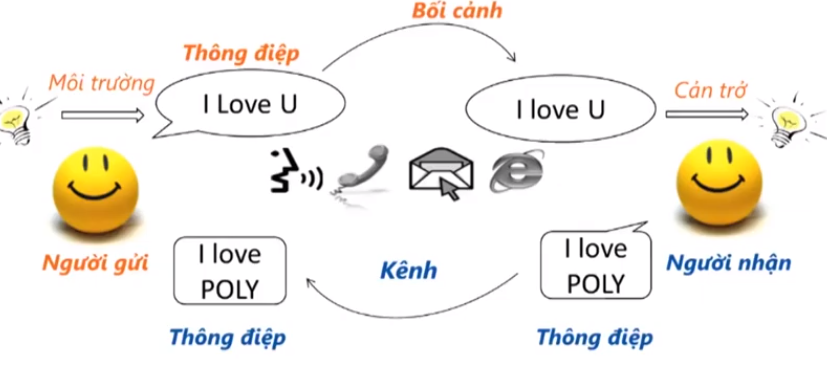 Bối cảnh
Thông điệp
Môi trường
I Love U
I love U
Cản trở
Người gửi
I love
POLY
Kênh
I love
POLY
Người nhận
Thông điệp
Thông điệp